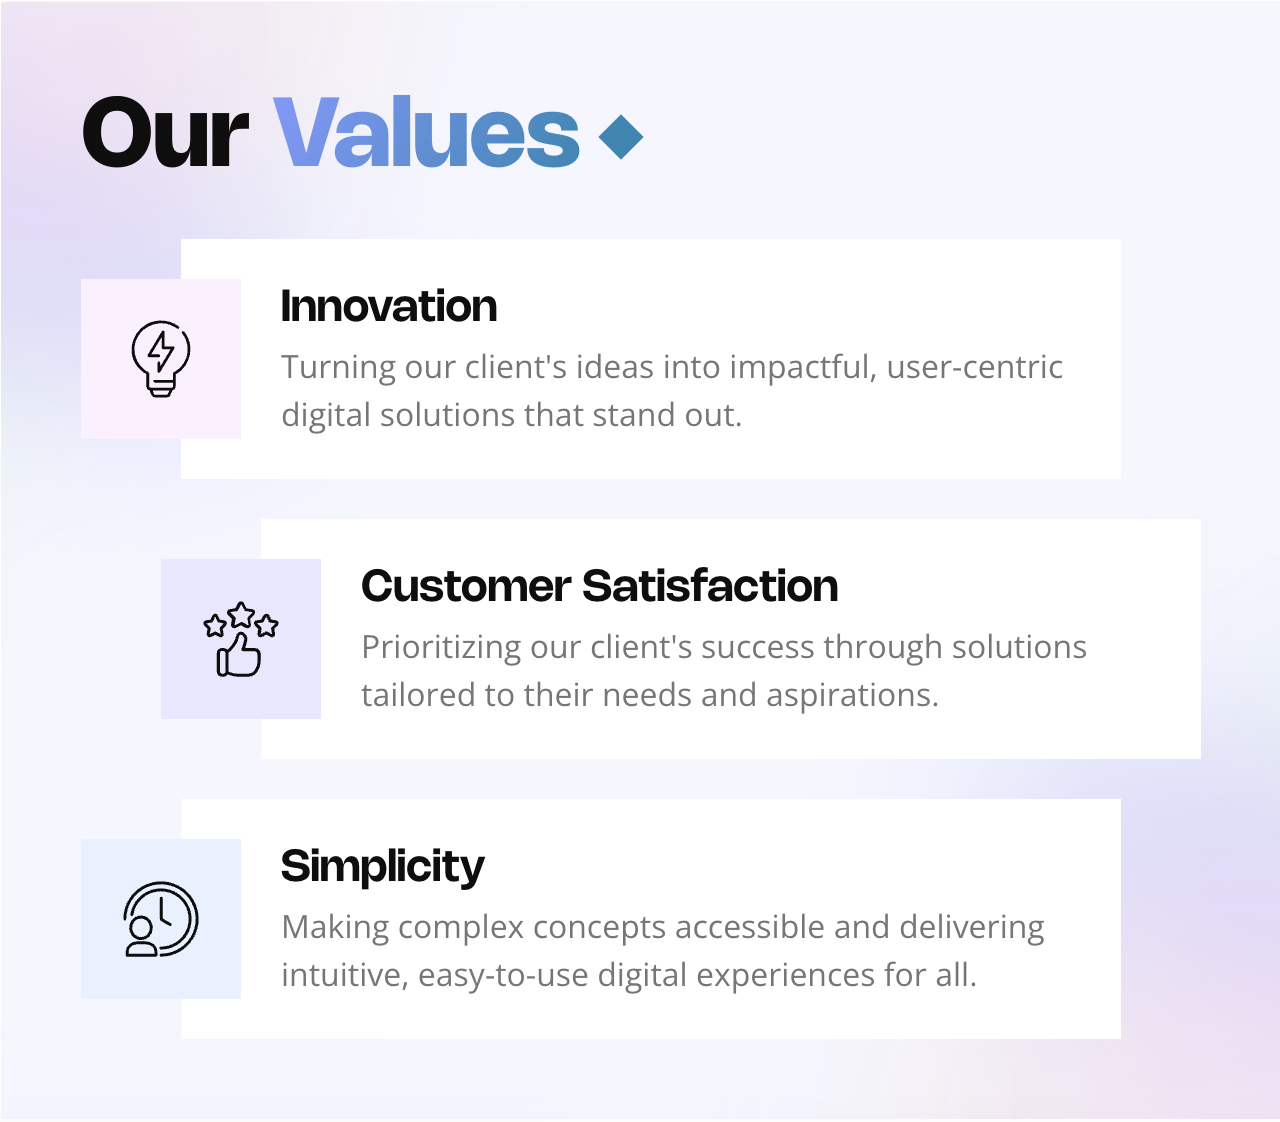 Our Values
Innovation
Turning our client's ideas into impactful, user-centric
digital solutions that stand out.
Customer Satisfaction
Prioritizing our client's success through solutions
tailored to their needs and aspirations.
Simplicity
Making complex concepts accessible and delivering
intuitive, easy-to-use digital experiences for all.